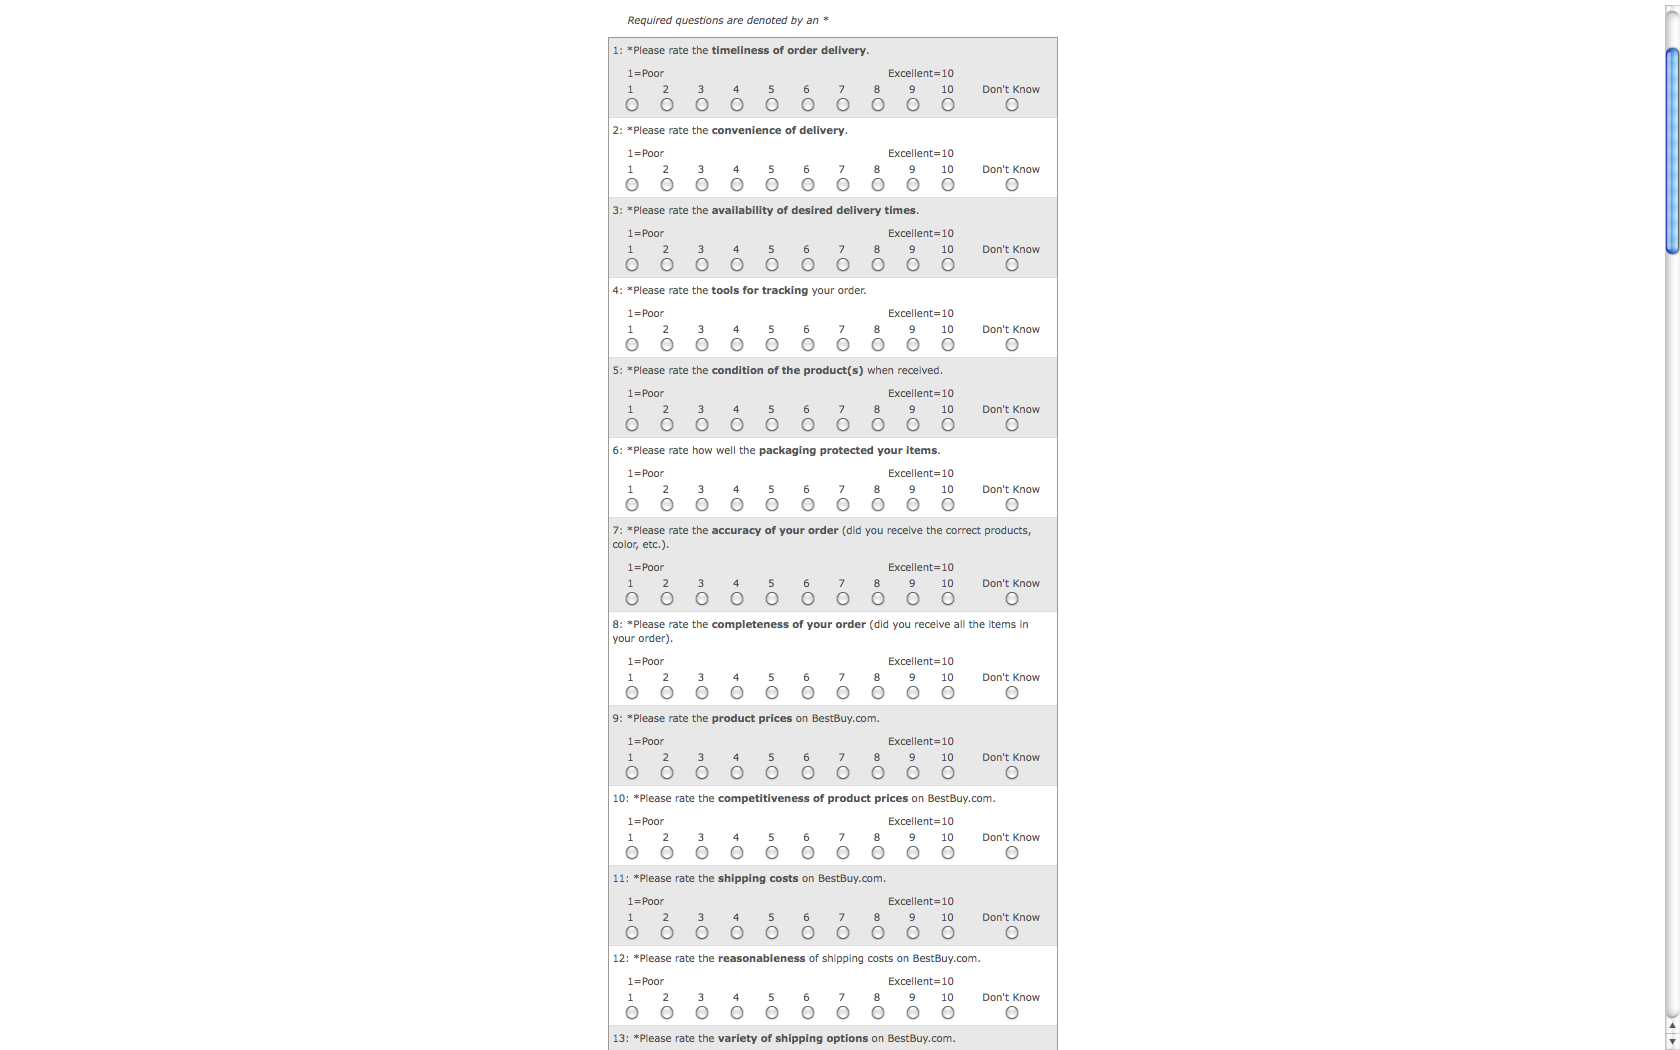 Required questions are denoted by an *
1: *Please rate the timeliness of order delivery.
1=Poor Excellent=10
1 2 3 4 5 6 7 8 9 10 Don't Know
2: *Please rate the convenience of delivery.
1=Poor Excellent=10
1 2 3 4 5 6 7 8 9 10 Don't Know
3: *Please rate the availability of desired delivery times.
1=Poor Excellent=10
1 2 3 4 5 6 7 8 9 10 Don't Know
4: *Please rate the tools for tracking your order.
1=Poor Excellent=10
1 2 3 4 5 6 7 8 9 10 Don't Know
5: *Please rate the condition of the product(s) when received.
1=Poor Excellent=10
1 2 3 4 5 6 7 8 9 10 Don't Know
6: *Please rate how well the packaging protected your items.
1=Poor Excellent=10
1 2 3 4 5 6 7 8 9 10 Don't Know
7: *Please rate the accuracy of your order (did you receive the correct products,
color, etc.).
1=Poor Excellent=10
1 2 3 4 5 6 7 8 9 10 Don't Know
8: *Please rate the completeness of your order (did you receive all the items in
your order).
1=Poor Excellent=10
1 2 3 4 5 6 7 8 9 10 Don't Know
9: *Please rate the product prices on BestBuy.com.
1=Poor Excellent=10
1 2 3 4 5 6 7 8 9 10 Don't Know
10: *Please rate the competitiveness of product prices on BestBuy.com.
1=Poor Excellent=10
1 2 3 4 5 6 7 8 9 10 Don't Know
11: *Please rate the shipping costs on BestBuy.com.
1=Poor Excellent=10
1 2 3 4 5 6 7 8 9 10 Don't Know
12: *Please rate the reasonableness of shipping costs on BestBuy.com.
1=Poor Excellent=10
1 2 3 4 5 6 7 8 9 10 Don't Know
13: *Please rate the variety of shipping options on BestBuy.com.